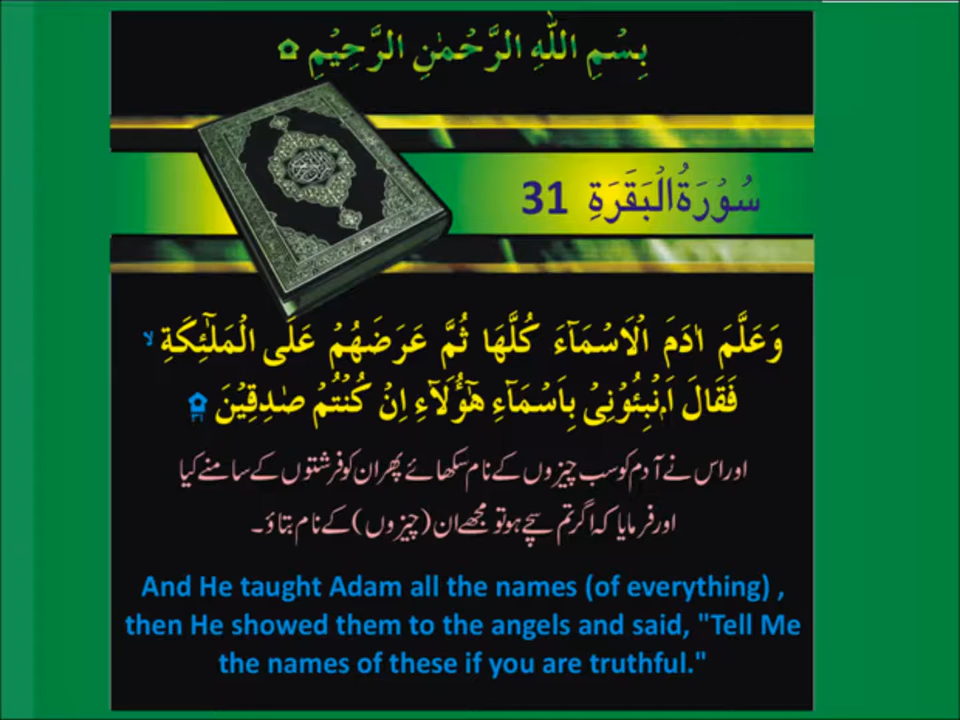 بِسۡمِ اللّٰهِ الرَّحۡمٰنِ الرَّحِيۡمِ
سُوۡرَةُ الۡبَقَرَةِ 31
وَعَلَّمَ اٰدَمَ الۡاَسۡمَآءَ كُلَّهَا ثُمَّ عَرَضَهُمۡ عَلَى الۡمَلٰٓئِكَةِ ۙ
فَقَالَ اَنۡۢبِـُٔوۡنِىۡ بِاَسۡمَآءِ هٰٓؤُلَآءِ اِنۡ كُنۡتُمۡ صٰدِقِيۡنَ ۝
اور اس نے آدم کو سب چیزوں کے نام سکھائے پھر ان کو فرشتوں کے سامنے کیا
اور فرمایا کہ اگر تم سچے ہو تو مجھے ان (چیزوں) کے نام بتاؤ۔
And He taught Adam all the names (of everything) ,
then He showed them to the angels and said, "Tell Me
the names of these if you are truthful."